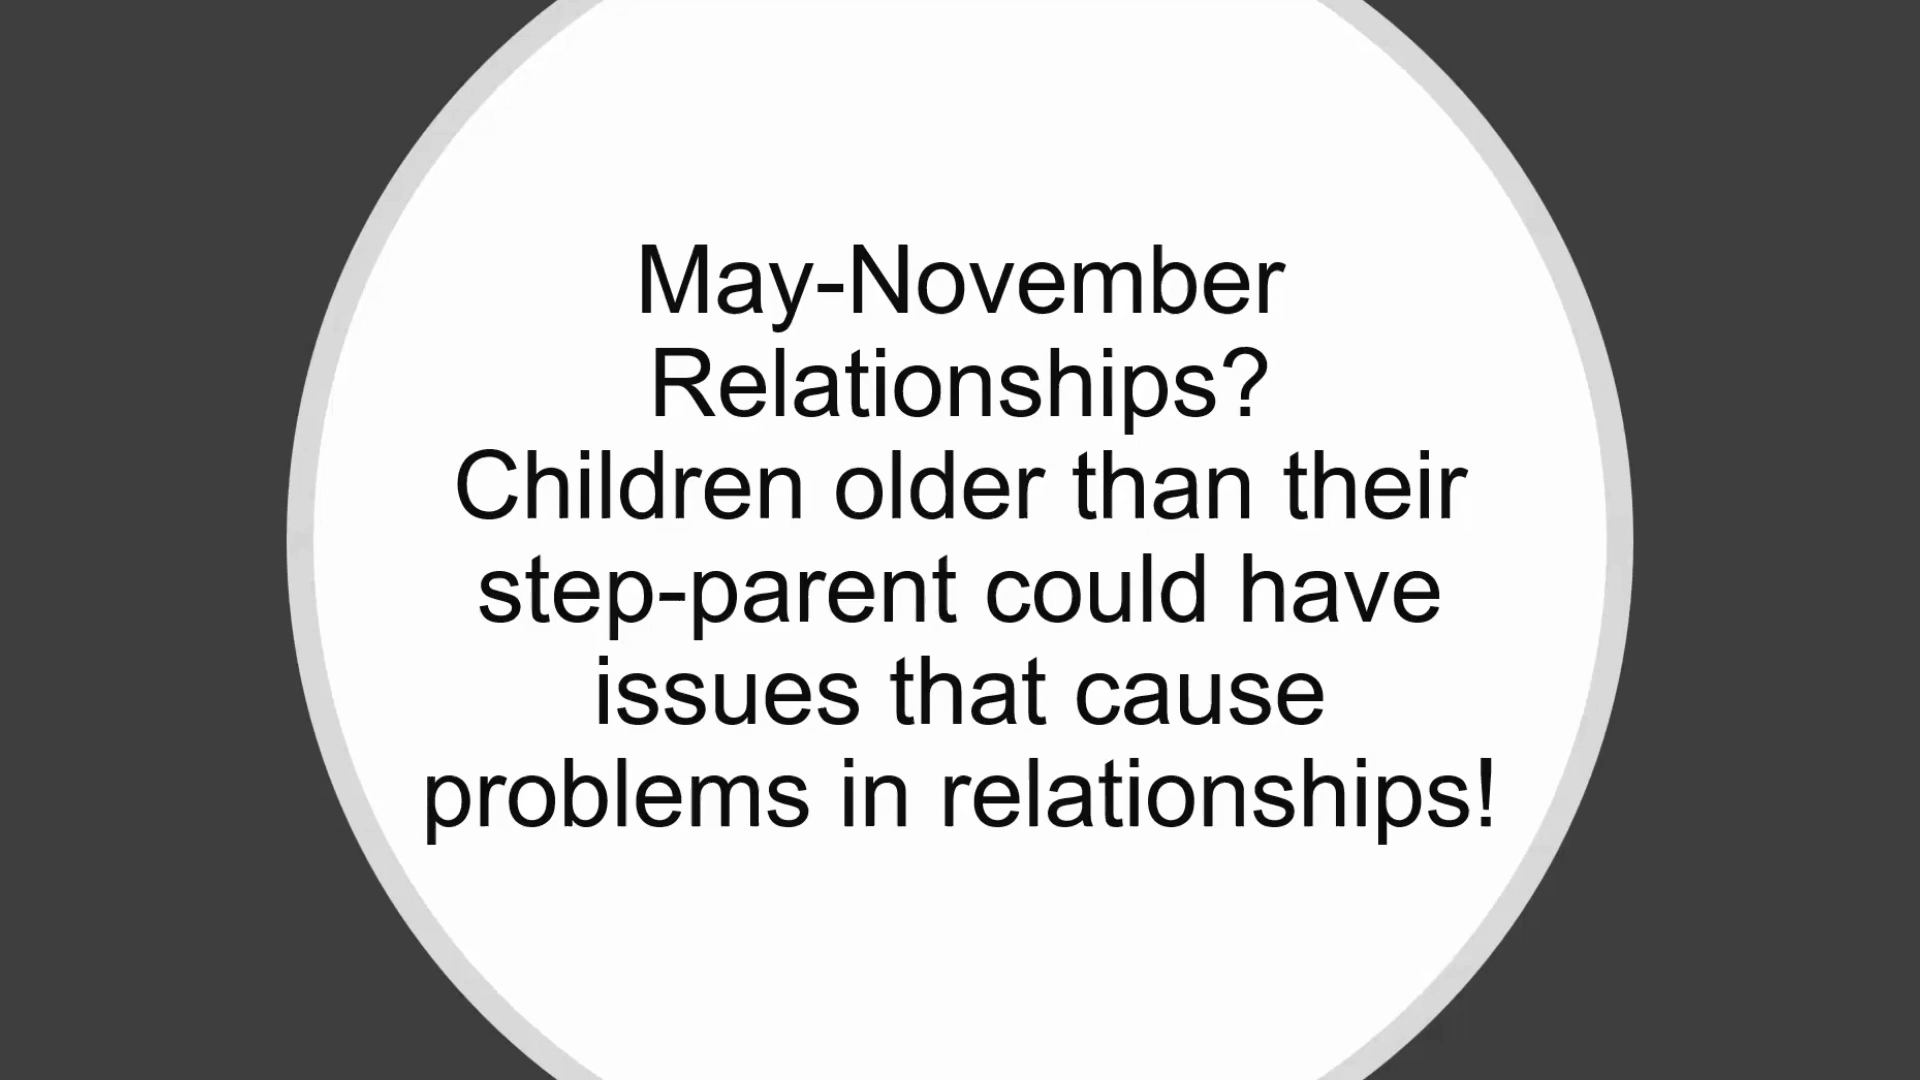 May-November
Relationships?
Children older than their
step-parent could have
issues that cause
problems in relationships!